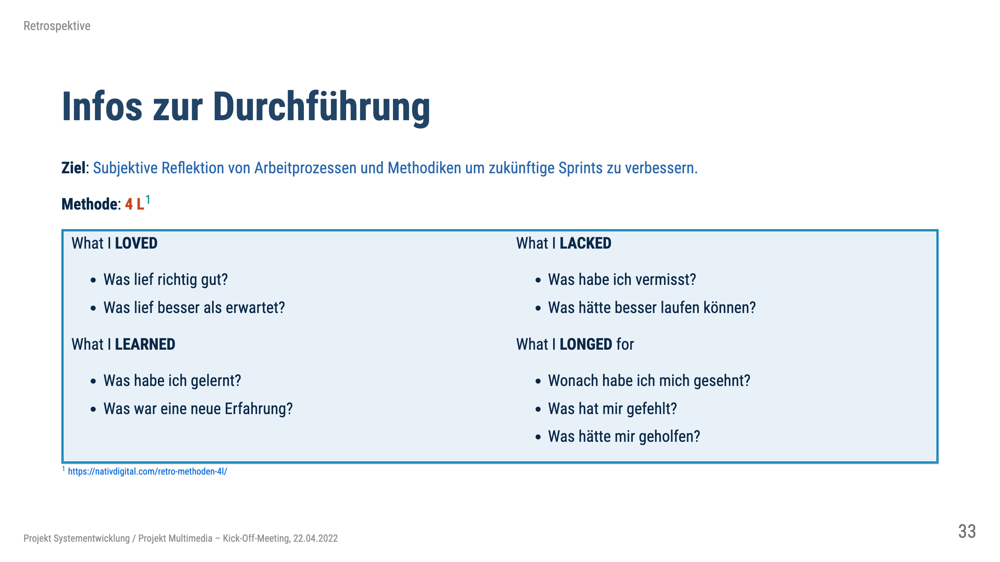 Retrospektive
Infos zur Durchführung
Ziel: Subjektive Reflektion von Arbeitprozessen und Methodiken um zukünftige Sprints zu verbessern.
Methode: 4 L1
What I LOVED
• Was lief richtig gut?
• Was lief besser als erwartet?
What I LEARNED
• Was habe ich gelernt?
• Was war eine neue Erfahrung?
What I LACKED
• Was habe ich vermisst?
• Was hätte besser laufen können?
What I LONGED for
• Wonach habe ich mich gesehnt?
• Was hat mir gefehlt?
• Was hätte mir geholfen?
1 https://nativdigital.com/retro-methoden-4l/
Projekt Systementwicklung / Projekt Multimedia – Kick-Off-Meeting, 22.04.2022
33